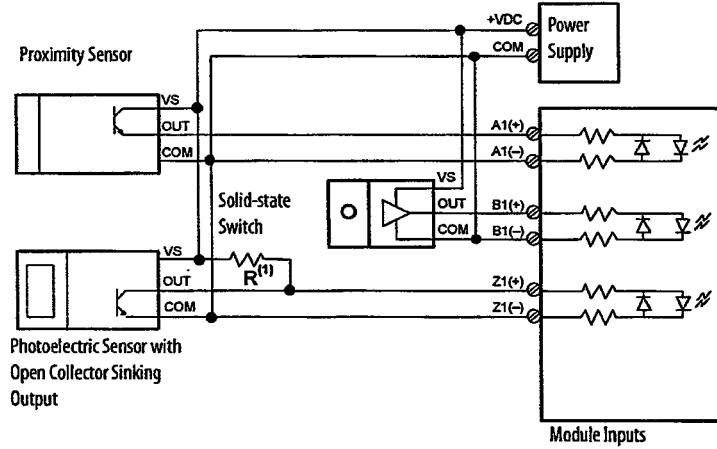 +VDC
Power
COM
Supply
Proximity Sensor
VS
OUT
A1(+)
COM
A1(–)
VS
Solid-state
Switch
OUT
B1(+)
COM
B1(–)
VS
R(1)
OUT
Z1(+)
COM
Z1(–)
Photoelectric Sensor with
Open Collector Sinking
Output
Module Inputs